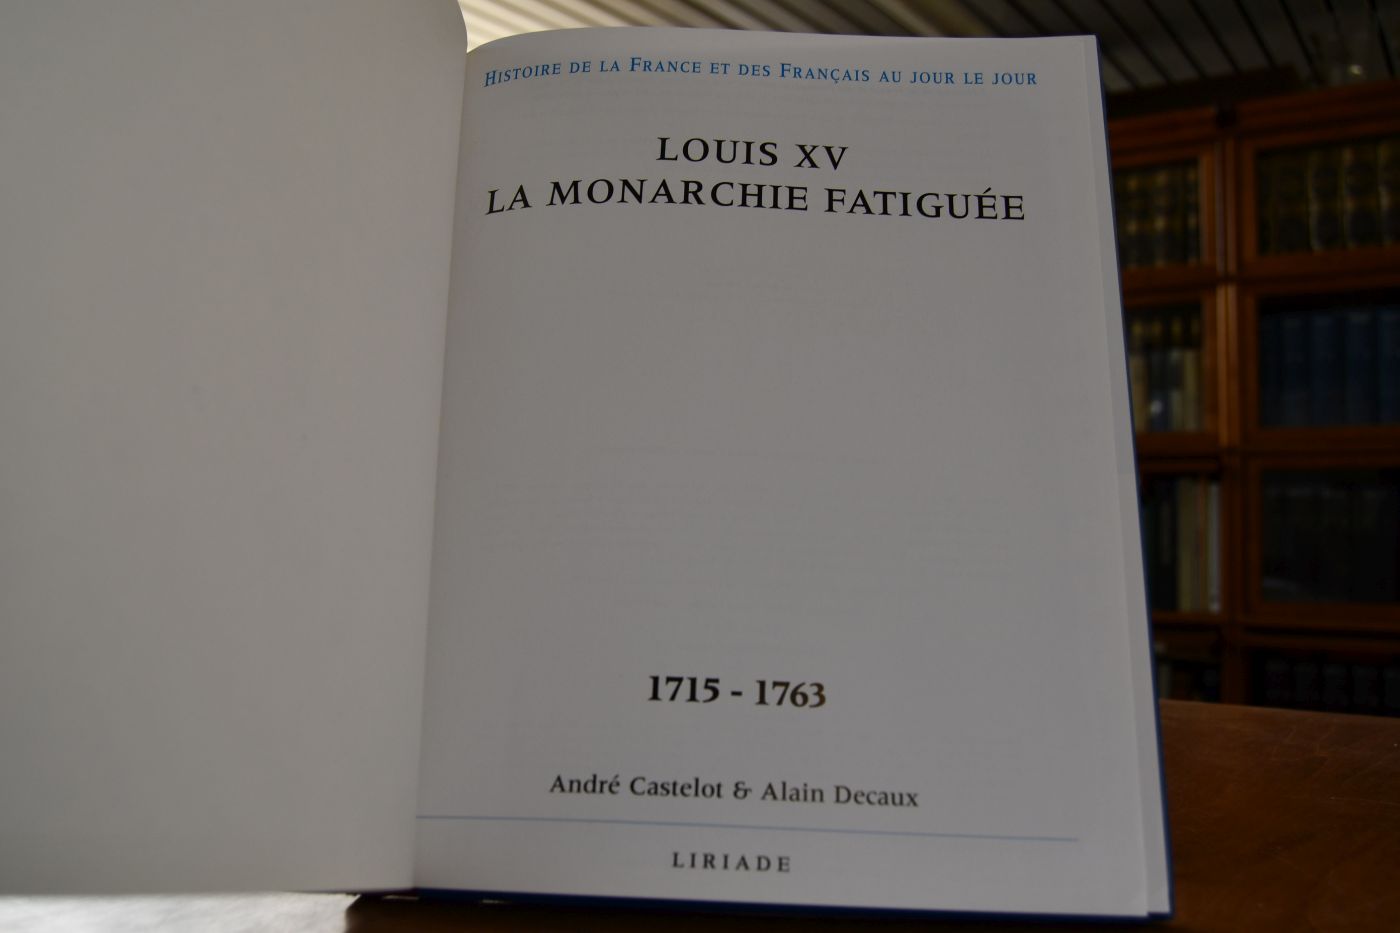 Histoire de la France et des Français au jour le jour
LOUIS XV
LA MONARCHIE FATIGUÉE
1715 - 1763
André Castelot & Alain Decaux
LIRIADE